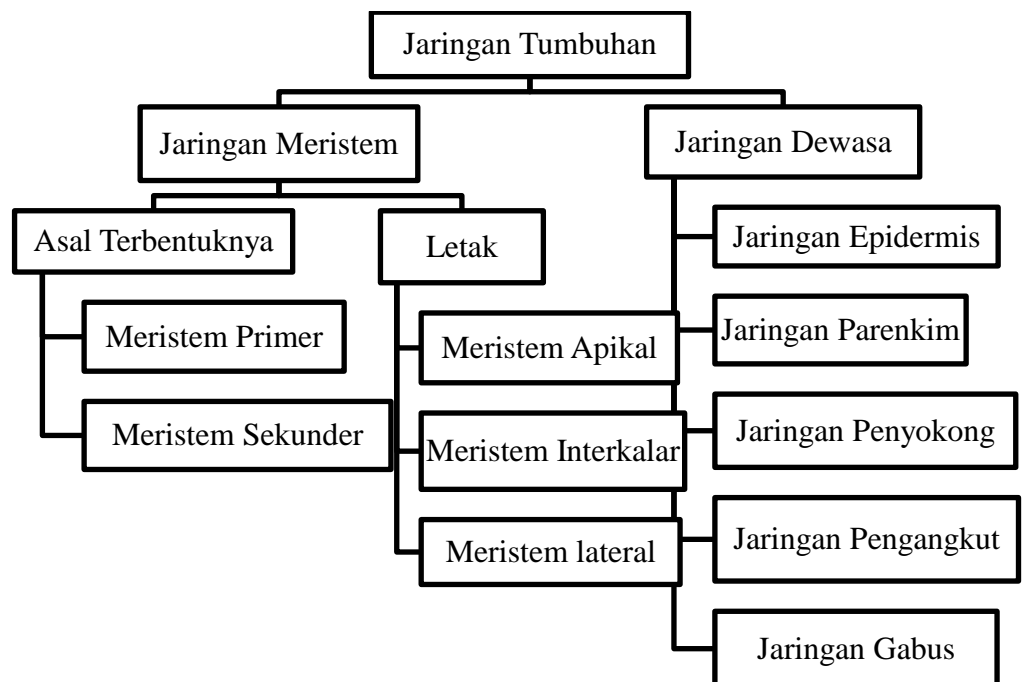 Jaringan Tumbuhan
Jaringan Meristem
Jaringan Dewasa
Asal Terbentuknya
Letak
Meristem Primer
Meristem Sekunder
Meristem Apikal
Meristem Interkalar
Meristem lateral
Jaringan Epidermis
Jaringan Parenkim
Jaringan Penyokong
Jaringan Pengangkut
Jaringan Gabus